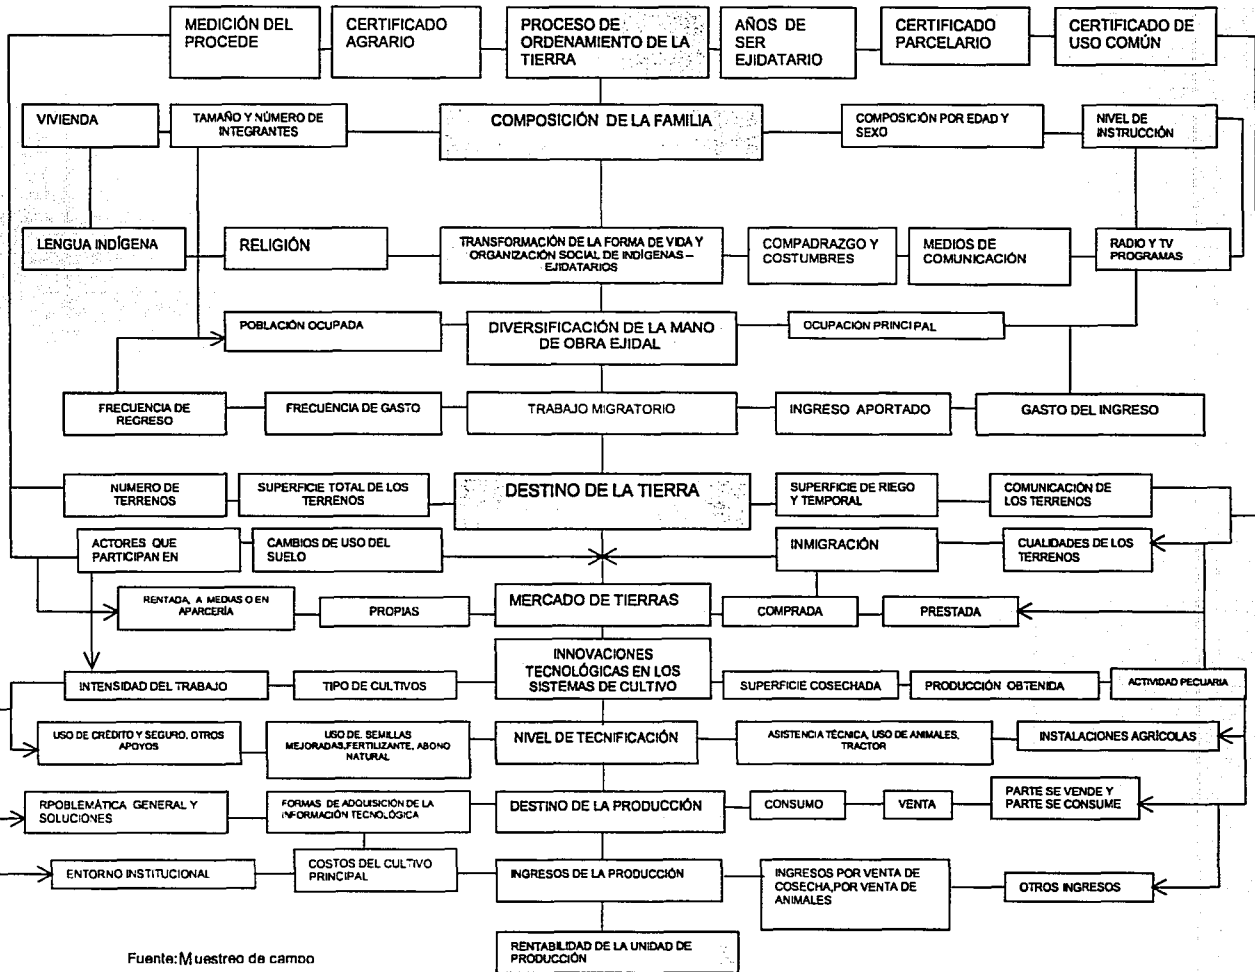 MEDICIÓN DEL
PROCEDE
CERTIFICADO
AGRARIO
PROCESO DE
ORDENAMIENTO DE LA
TIERRA
AÑOS DE
SER
EJIDATARIO
CERTIFICADO
PARCELARIO
CERTIFICADO DE
USO COMÚN
VIVIENDA
TAMAÑO Y NÚMERO DE
INTEGRANTES
COMPOSICIÓN DE LA FAMILIA
COMPOSICIÓN POR EDAD Y
SEXO
NIVEL DE
INSTRUCCIÓN
LENGUA INDÍGENA
RELIGIÓN
TRANSFORMACIÓN DE LA FORMA DE VIDA Y
ORGANIZACIÓN SOCIAL DE INDÍGENAS –
EJIDATARIOS
COMPADRAZGO Y
COSTUMBRES
MEDIOS DE
COMUNICACIÓN
RADIO Y TV
PROGRAMAS
POBLACIÓN OCUPADA
DIVERSIFICACIÓN DE LA MANO
DE OBRA EJIDAL
OCUPACIÓN PRINCIPAL
FRECUENCIA DE
REGRESO
FRECUENCIA DE GASTO
TRABAJO MIGRATORIO
INGRESO APORTADO
GASTO DEL INGRESO
NUMERO DE
TERRENOS
SUPERFICIE TOTAL DE LOS
TERRENOS
DESTINO DE LA TIERRA
SUPERFICIE DE RIEGO
Y TEMPORAL
COMUNICACIÓN DE
LOS TERRENOS
ACTORES QUE
PARTICIPAN EN
CAMBIOS DE USO DEL
SUELO
INMIGRACIÓN
CUALIDADES DE LOS
TERRENOS
RENTADA, A MEDIAS O EN
APARCERÍA
PROPIAS
MERCADO DE TIERRAS
COMPRADA
PRESTADA
INNOVACIONES
TECNOLÓGICAS EN LOS
SISTEMAS DE CULTIVO
INTENSIDAD DEL TRABAJO
TIPO DE CULTIVOS
SUPERFICIE COSECHADA
PRODUCCIÓN OBTENIDA
ACTIVIDAD PECUARIA
USO DE CRÉDITO Y SEGURO, OTROS
APOYOS
USO DE. SEMILLAS
MEJORADAS,FERTILIZANTE, ABONO
NATURAL
NIVEL DE TECNIFICACIÓN
ASISTENCIA TÉCNICA, USO DE ANIMALES,
TRACTOR
INSTALACIONES AGRÍCOLAS
RPOBLEMÁTICA GENERAL Y
SOLUCIONES
FORMAS DE ADQUISICIÓN DE LA
INFORMACIÓN TECNOLÓGICA
DESTINO DE LA PRODUCCIÓN
CONSUMO
VENTA
PARTE SE VENDE Y
PARTE SE CONSUME
ENTORNO INSTITUCIONAL
COSTOS DEL CULTIVO
PRINCIPAL
INGRESOS DE LA PRODUCCIÓN
INGRESOS POR VENTA DE
COSECHA,POR VENTA DE
ANIMALES
OTROS INGRESOS
RENTABILIDAD DE LA UNIDAD DE
PRODUCCIÓN
Fuente:Muestreo de campo